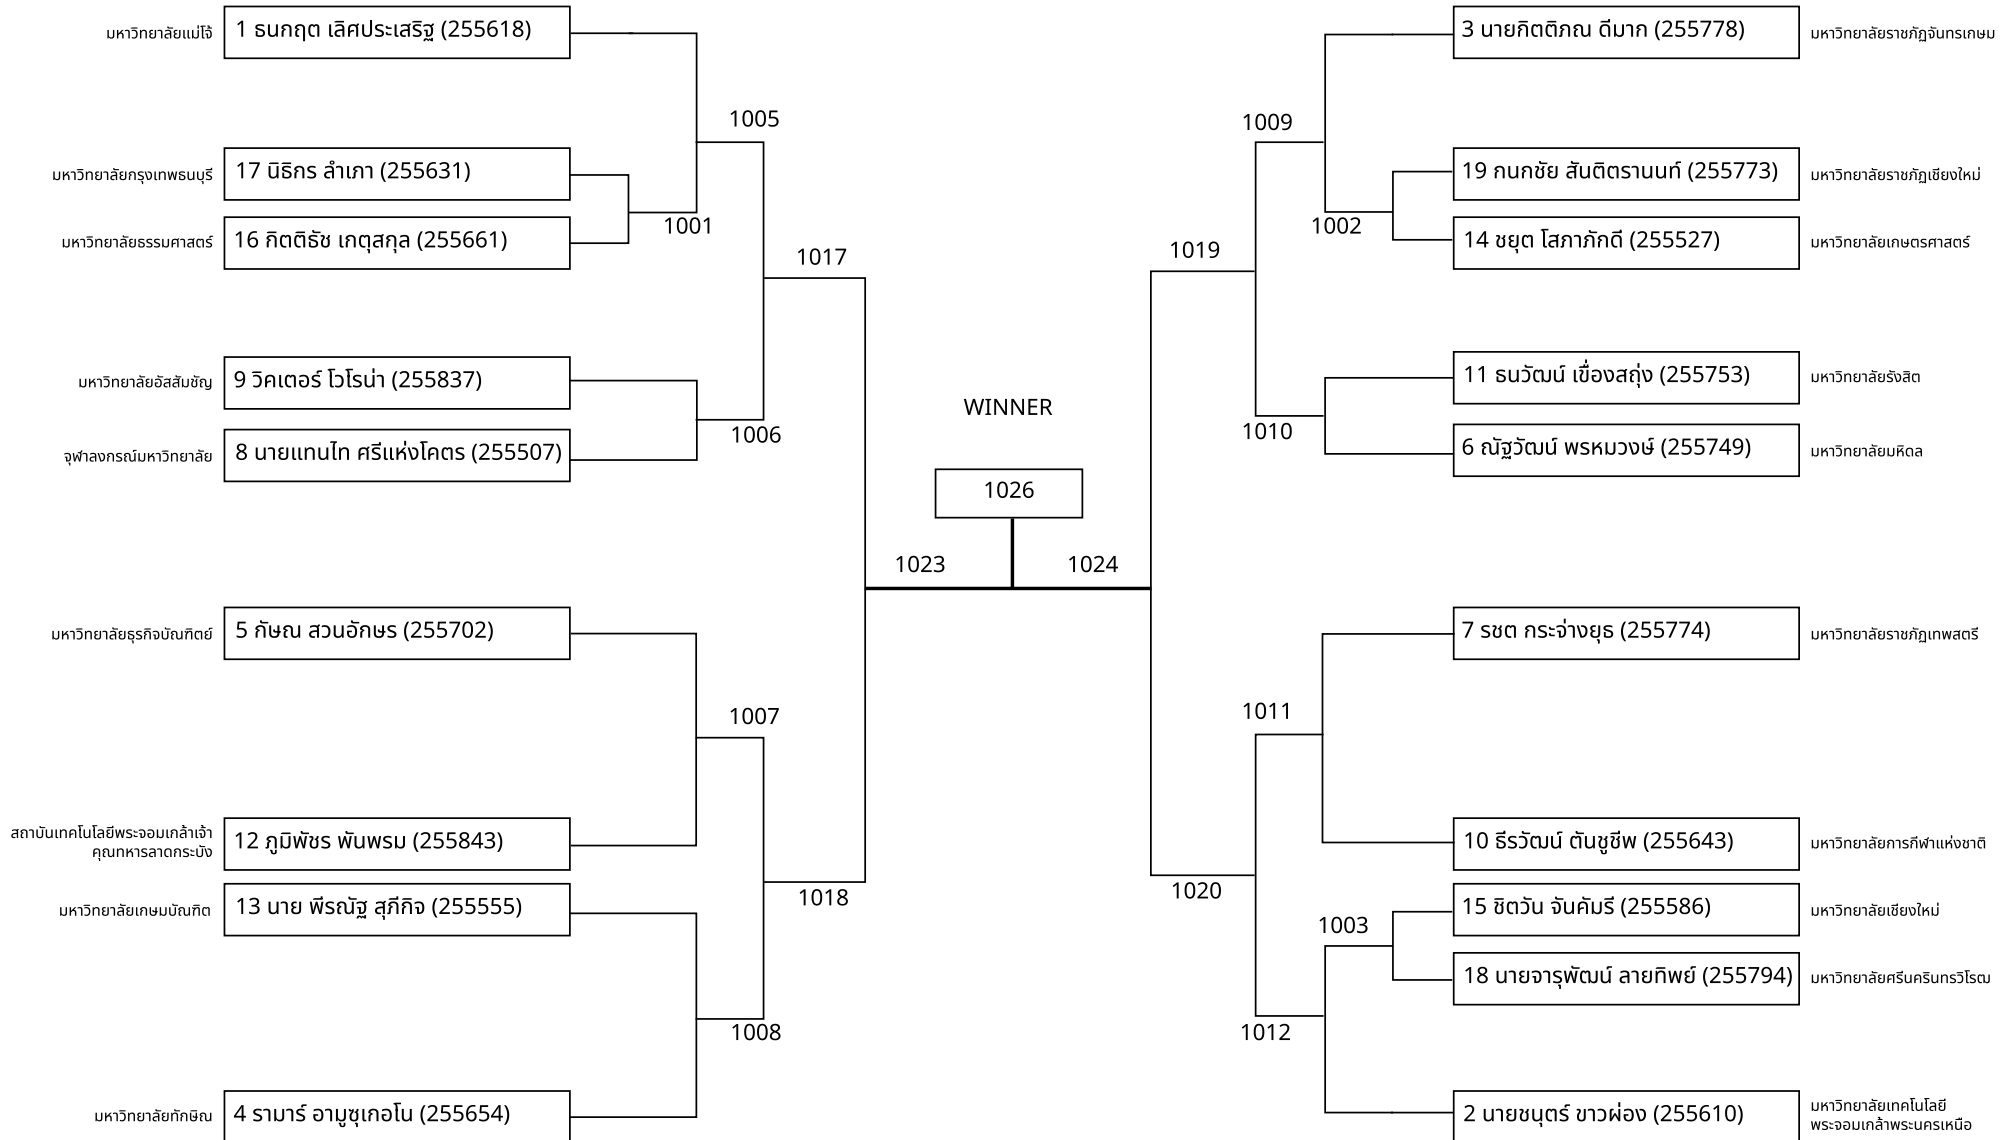 มหาวิทยาลัยแม่โจ้
1 ธนกฤต เลิศประเสริฐ (255618)
1005
มหาวิทยาลัยกรุงเทพธนบุรี
17 นิธิกร ลำเภา (255631)
มหาวิทยาลัยธรรมศาสตร์
16 กิตติธัช เกตุสกุล (255661)
1001
1017
มหาวิทยาลัยอัสสัมชัญ
9 วิคเตอร์ โวโรน่า (255837)
1006
จุฬาลงกรณ์มหาวิทยาลัย
8 นายแทนไท ศรีแห่งโคตร (255507)
มหาวิทยาลัยธุรกิจบัณฑิตย์
5 กัษณ สวนอักษร (255702)
1007
สถาบันเทคโนโลยีพระจอมเกล้าเจ้า
คุณทหารลาดกระบัง
12 ภูมิพัชร พันพรม (255843)
1018
มหาวิทยาลัยเกษมบัณฑิต
13 นาย พีรณัฐ สุภีกิจ (255555)
1008
มหาวิทยาลัยทักษิณ
4 รามาร์ อามูซุเกอโน (255654)
WINNER
1026
1023
1024
3 นายกิตติภณ ดีมาก (255778)
มหาวิทยาลัยราชภัฏจันทรเกษม
1009
19 กนกชัย สันติตรานนท์ (255773)
มหาวิทยาลัยราชภัฏเชียงใหม่
1002
14 ชยุต โสภาภักดี (255527)
มหาวิทยาลัยเกษตรศาสตร์
1019
11 ธนวัฒน์ เขื่องสถุ่ง (255753)
มหาวิทยาลัยรังสิต
1010
6 ณัฐวัฒน์ พรหมวงษ์ (255749)
มหาวิทยาลัยมหิดล
7 รชต กระจ่างยุธ (255774)
มหาวิทยาลัยราชภัฏเทพสตรี
1011
10 ธีรวัฒน์ ตันชูชีพ (255643)
มหาวิทยาลัยการกีฬาแห่งชาติ
1020
1003
15 ชิตวัน จันคัมรี (255586)
มหาวิทยาลัยเชียงใหม่
18 นายจารุพัฒน์ ลายทิพย์ (255794)
มหาวิทยาลัยศรีนครินทรวิโรฒ
1012
2 นายชนุตร์ ขาวผ่อง (255610)
มหาวิทยาลัยเทคโนโลยี
พระจอมเกล้าพระนครเหนือ